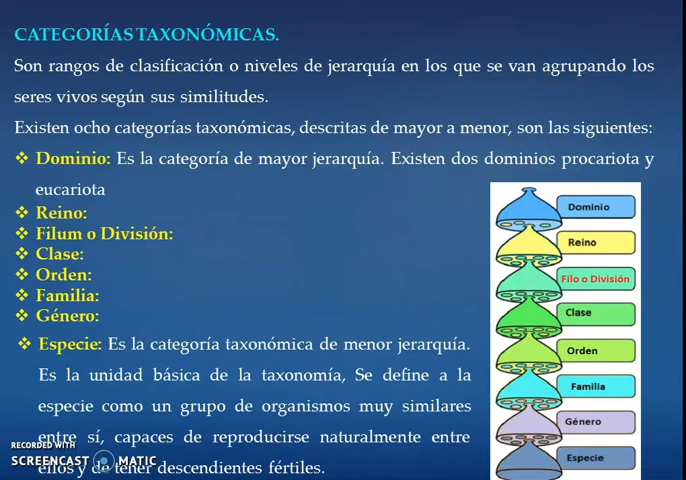 CATEGORÍAS TAXONÓMICAS.
Son rangos de clasificación o niveles de jerarquía en los que se van agrupando los
seres vivos según sus similitudes.
Existen ocho categorías taxonómicas, descritas de mayor a menor, son las siguientes:
❖ Dominio: Es la categoría de mayor jerarquía. Existen dos dominios procariota y
eucariota
❖ Reino:
❖ Filum o División:
❖ Clase:
❖ Orden:
❖ Familia:
❖ Género:
❖ Especie: Es la categoría taxonómica de menor jerarquía.
Es la unidad básica de la taxonomía, Se define a la
especie como un grupo de organismos muy similares
entre sí, capaces de reproducirse naturalmente entre
ellos y de tener descendientes fértiles.
Dominio
Reino
Filo o División
Clase
Orden
Familia
Género
Especie
RECORDED WITH
SCREENCAST MATIC